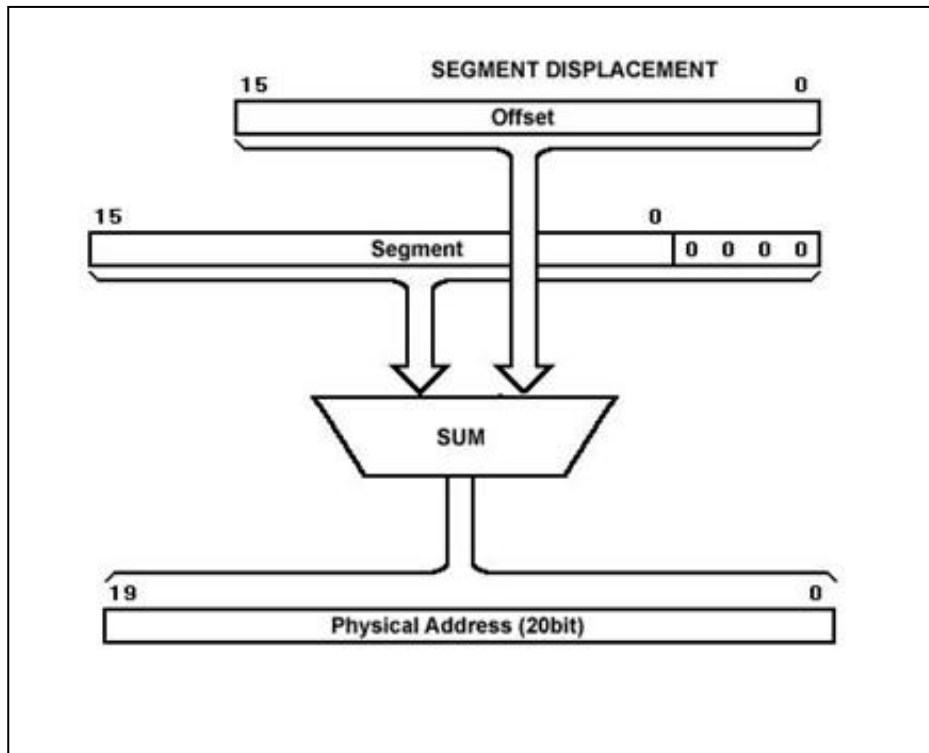 SEGMENT DISPLACEMENT
15 0
Offset
15 0
Segment 0 0 0 0
SUM
19 0
Physical Address (20bit)